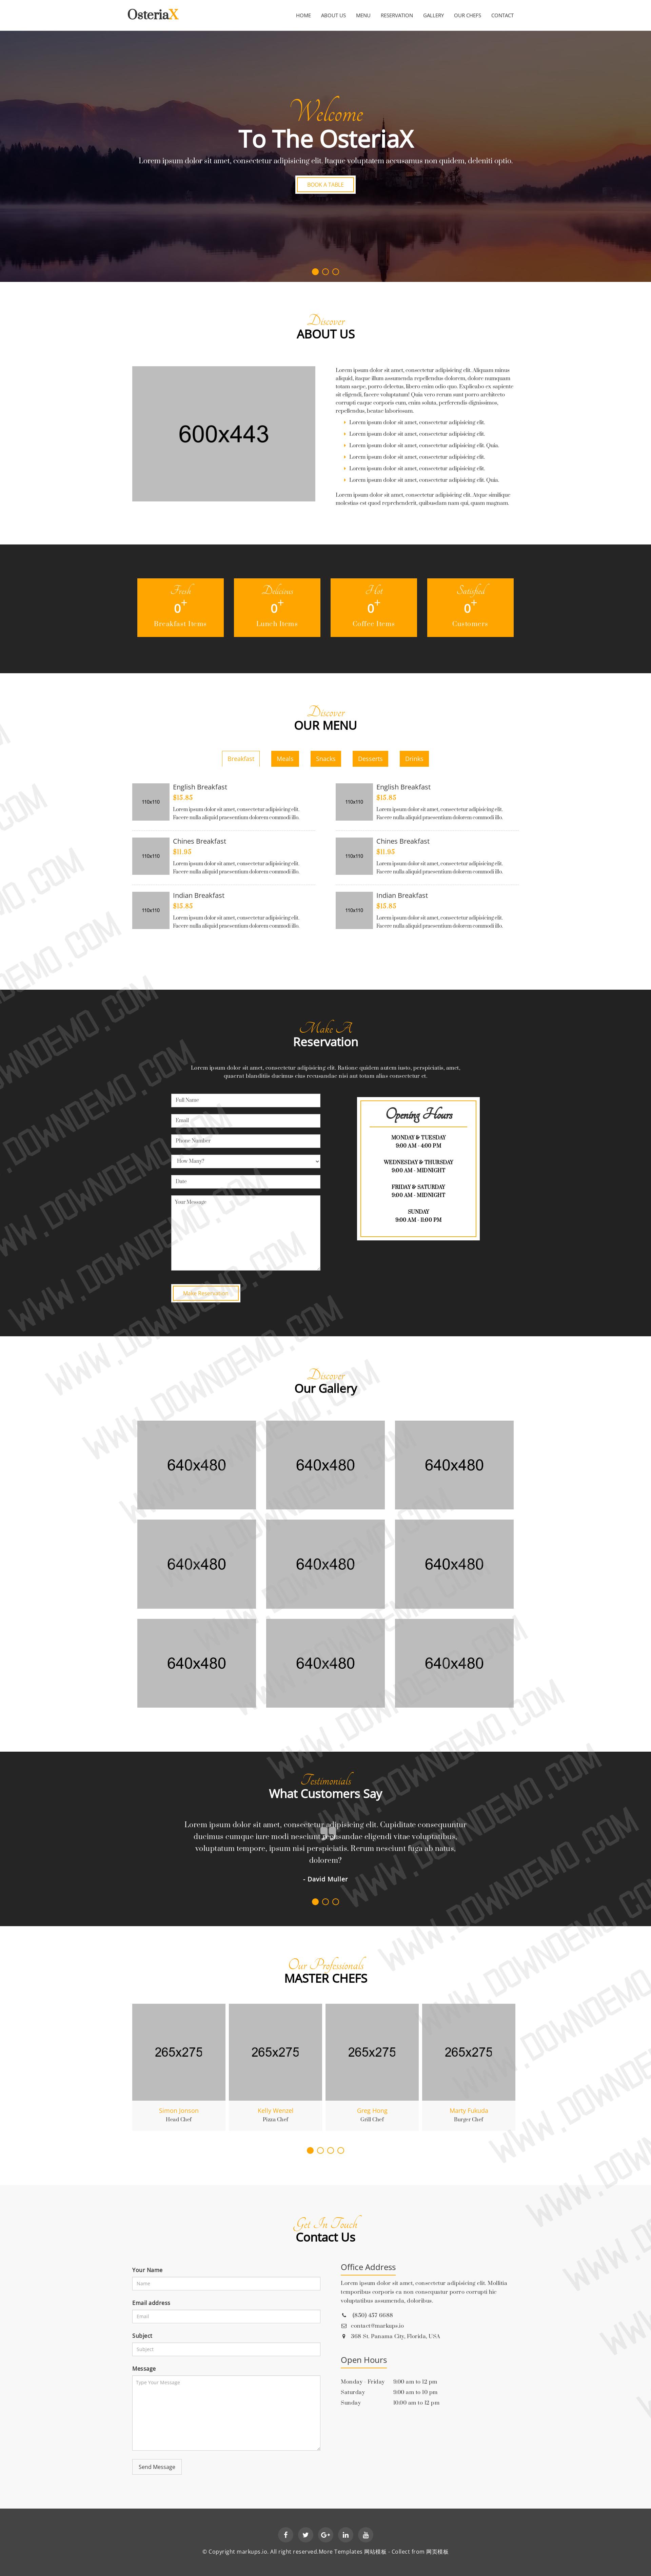 OsteriaX
HOME ABOUT US MENU RESERVATION GALLERY OUR CHEFS CONTACT
Welcome
To The OsteriaX
Lorem ipsum dolor sit amet, consectetur adipisicing elit. Itaque voluptatem accusamus non quidem, deleniti optio.
BOOK A TABLE
Discover
ABOUT US
600x443
Lorem ipsum dolor sit amet, consectetur adipisicing elit. Aliquam minus
aliquid, itaque illum assumenda repellendus dolorem, dolore numquam
totam saepe, porro delectus, libero enim odio quo. Explicabo ex sapiente
sit eligendi, facere voluptatum! Quia vero rerum sunt porro architecto
corrupti eaque corporis eum, enim soluta, perferendis dignissimos,
repellendus, beatae laboriosam.
Lorem ipsum dolor sit amet, consectetur adipisicing elit.
Lorem ipsum dolor sit amet, consectetur adipisicing elit.
Lorem ipsum dolor sit amet, consectetur adipisicing elit. Quia.
Lorem ipsum dolor sit amet, consectetur adipisicing elit.
Lorem ipsum dolor sit amet, consectetur adipisicing elit.
Lorem ipsum dolor sit amet, consectetur adipisicing elit. Quia.
Lorem ipsum dolor sit amet, consectetur adipisicing elit. Atque similique
molestias est quod reprehenderit, quibusdam nam qui, quam magnam.
Fresh
0+
Breakfast Items
Delicious
0+
Lunch Items
Hot
0+
Coffee Items
Satisfied
0+
Customers
Discover
OUR MENU
Breakfast Meals Snacks Desserts Drinks
110x110
English Breakfast
$15.85
Lorem ipsum dolor sit amet, consectetur adipisicing elit.
Facere nulla aliquid praesentium dolorem commodi illo.
110x110
English Breakfast
$15.85
Lorem ipsum dolor sit amet, consectetur adipisicing elit.
Facere nulla aliquid praesentium dolorem commodi illo.
110x110
Chines Breakfast
$11.95
Lorem ipsum dolor sit amet, consectetur adipisicing elit.
Facere nulla aliquid praesentium dolorem commodi illo.
110x110
Chines Breakfast
$11.95
Lorem ipsum dolor sit amet, consectetur adipisicing elit.
Facere nulla aliquid praesentium dolorem commodi illo.
110x110
Indian Breakfast
$15.85
Lorem ipsum dolor sit amet, consectetur adipisicing elit.
Facere nulla aliquid praesentium dolorem commodi illo.
110x110
Indian Breakfast
$15.85
Lorem ipsum dolor sit amet, consectetur adipisicing elit.
Facere nulla aliquid praesentium dolorem commodi illo.
Make A
Reservation
Lorem ipsum dolor sit amet, consectetur adipisicing elit. Ratione quidem autem iusto, perspiciatis, amet,
quaerat blanditiis ducimus eius recusandae nisi aut totam alias consectetur et.
Full Name
Email
Phone Number
How Many?
Date
Your Message
Make Reservation
Opening Hours
MONDAY & TUESDAY
9:00 AM - 4:00 PM
WEDNESDAY & THURSDAY
9:00 AM - MIDNIGHT
FRIDAY & SATURDAY
9:00 AM - MIDNIGHT
SUNDAY
9:00 AM - 11:00 PM
Discover
Our Gallery
640x480 640x480 640x480
640x480 640x480 640x480
640x480 640x480 640x480
Testimonials
What Customers Say
Lorem ipsum dolor sit amet, consectetur adipisicing elit. Cupiditate consequuntur
ducimus cumque iure modi nesciunt recusandae eligendi vitae voluptatibus,
voluptatum tempore, ipsum nisi perspiciatis. Rerum nesciunt fuga ab natus,
dolorem?
- David Muller
Our Professionals
MASTER CHEFS
265x275 265x275 265x275 265x275
Simon Jonson
Head Chef
Kelly Wenzel
Pizza Chef
Greg Hong
Grill Chef
Marty Fukuda
Burger Chef
Get In Touch
Contact Us
Your Name
Name
Email address
Email
Subject
Subject
Message
Type Your Message
Send Message
Office Address
Lorem ipsum dolor sit amet, consectetur adipisicing elit. Mollitia
temporibus corporis ea non consequatur porro corrupti hic
voluptatibus assumenda, doloribus.
(850) 457 6688
contact@markups.io
368 St. Panama City, Florida, USA
Open Hours
Monday - Friday 9:00 am to 12 pm
Saturday 9:00 am to 10 pm
Sunday 10:00 am to 12 pm
© Copyright markups.io. All right reserved.More Templates 网站模板 - Collect from 网页模板
WWW.DOWNDEMO.COM